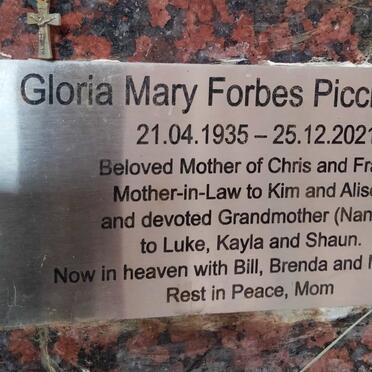 Gloria Mary Forbes
21.04.1935 – 25.12.2021
Beloved Mother of Chris and
Mother-in-Law to Kim and
and devoted Grandmother
to Luke, Kayla and Shaun.
Now in heaven with Bill, Brenda and
Rest in Peace, Mom